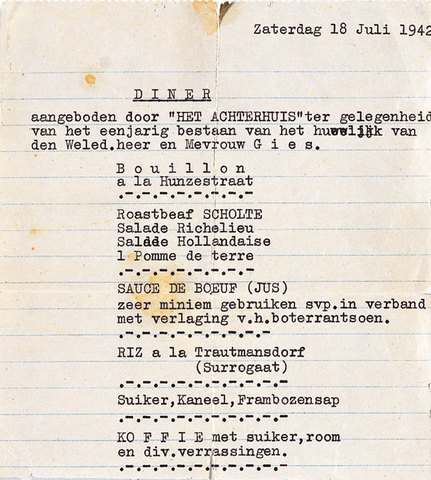 Zaterdag 18 Juli 1942
D I N E R
aangeboden door "HET ACHTERHUIS"ter gelegenheid
van het eenjarig bestaan van het huwelijk van
den Weled.heer en Mevrouw G i e s.
B o u i l l o n
a la Hunzestraat
Roastbeaf SCHOLTE
Salade Richelieu
Salade Hollandaise
1 Pomme de terre
SAUCE DE BŒUF (JUS)
zeer miniem gebruiken svp.in verband
met verlaging v.h.boterrantsoen.
RIZ a la Trautmansdorf
(Surrogaat)
Suiker,Kaneel,Frambozensap
KO F F I E met suiker,room
en div.verrassingen.